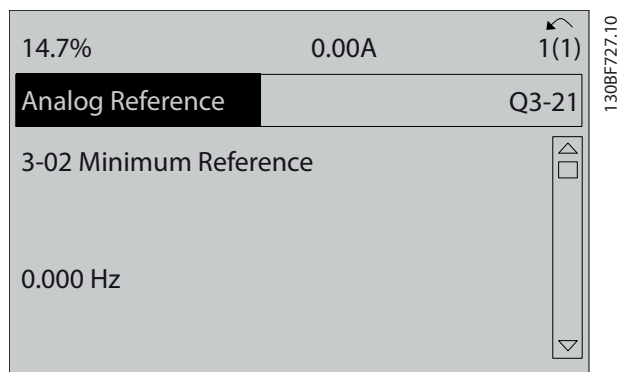 14.7% 0.00A 1(1)
Analog Reference Q3-21
3-02 Minimum Reference
0.000 Hz
130BF727.10